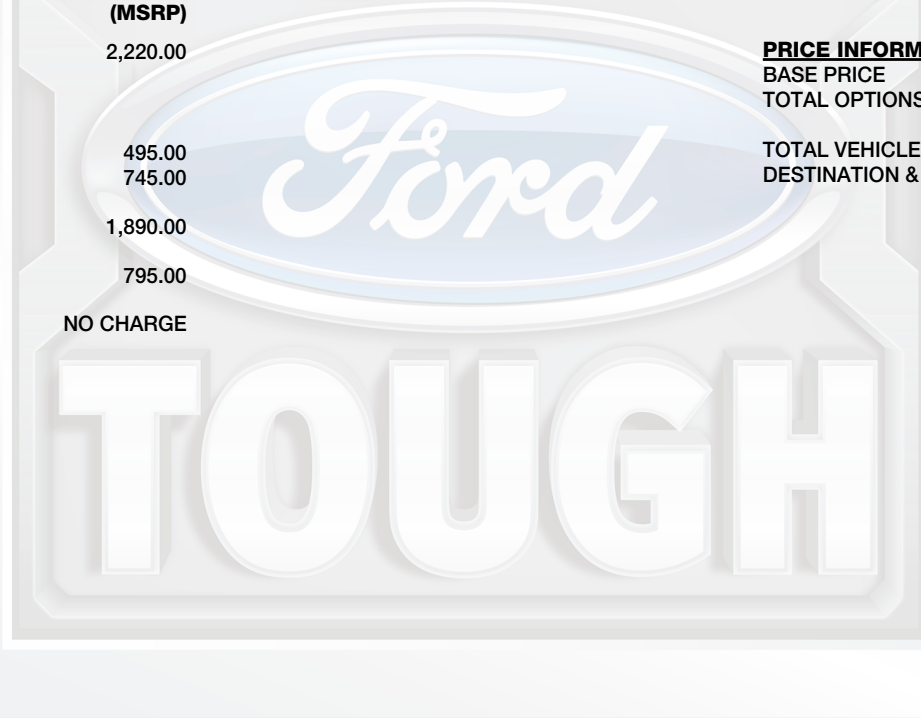 (MSRP)
2,220.00
495.00
745.00
1,890.00
795.00
NO CHARGE
PRICE INFORM
BASE PRICE
TOTAL OPTIONS
TOTAL VEHICLE
DESTINATION &
Ford
TOUGH